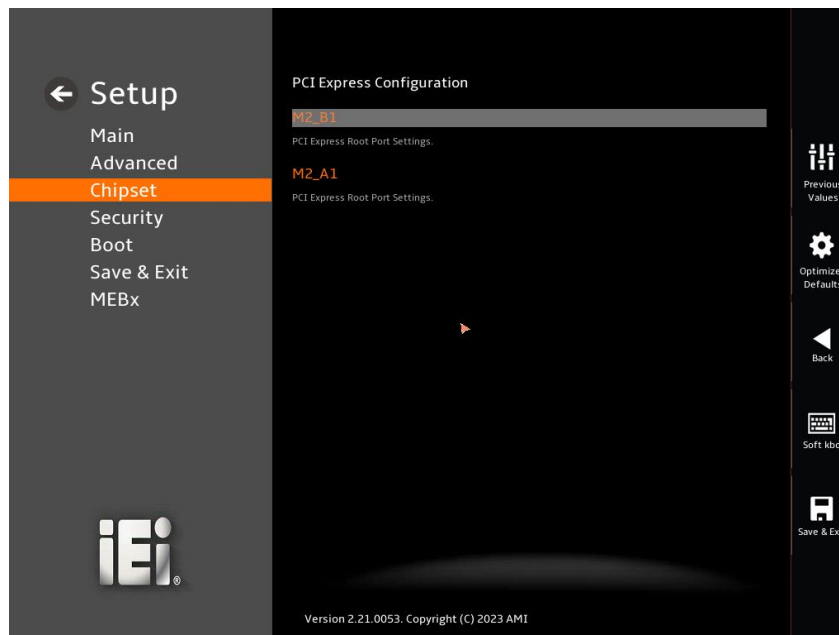 Setup
Main
Advanced
Chipset
Security
Boot
Save & Exit
MEBx
iEi®
PCI Express Configuration
M2_B1
PCI Express Root Port Settings.
M2_A1
PCI Express Root Port Settings.
Version 2.21.0053. Copyright (C) 2023 AMI
Previous
Values
Optimize
Default
Back
Soft kb
Save & Ex